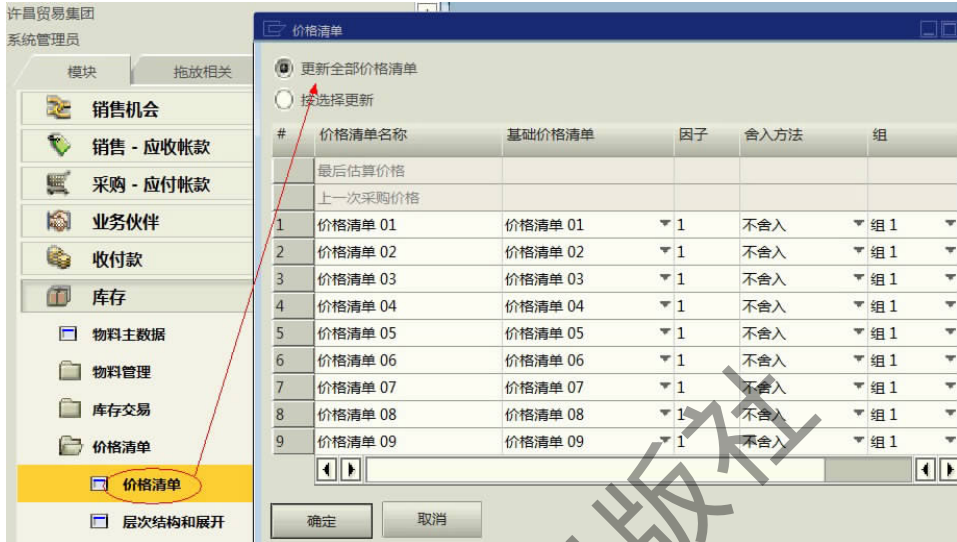 许昌贸易集团
系统管理员
模块 拖放相关
销售机会
销售 - 应收帐款
采购 - 应付帐款
业务伙伴
收付款
库存
物料主数据
物料管理
库存交易
价格清单
价格清单
层次结构和展开
价格清单
更新全部价格清单
按选择更新
# 价格清单名称 基础价格清单 因子 舍入方法 组
最后估算价格
上一次采购价格
1 价格清单 01 价格清单 01 1 不舍入 组 1
2 价格清单 02 价格清单 02 1 不舍入 组 1
3 价格清单 03 价格清单 03 1 不舍入 组 1
4 价格清单 04 价格清单 04 1 不舍入 组 1
5 价格清单 05 价格清单 05 1 不舍入 组 1
6 价格清单 06 价格清单 06 1 不舍入 组 1
7 价格清单 07 价格清单 07 1 不舍入 组 1
8 价格清单 08 价格清单 08 1 不舍入 组 1
9 价格清单 09 价格清单 09 1 不舍入 组 1
确定 取消
版社